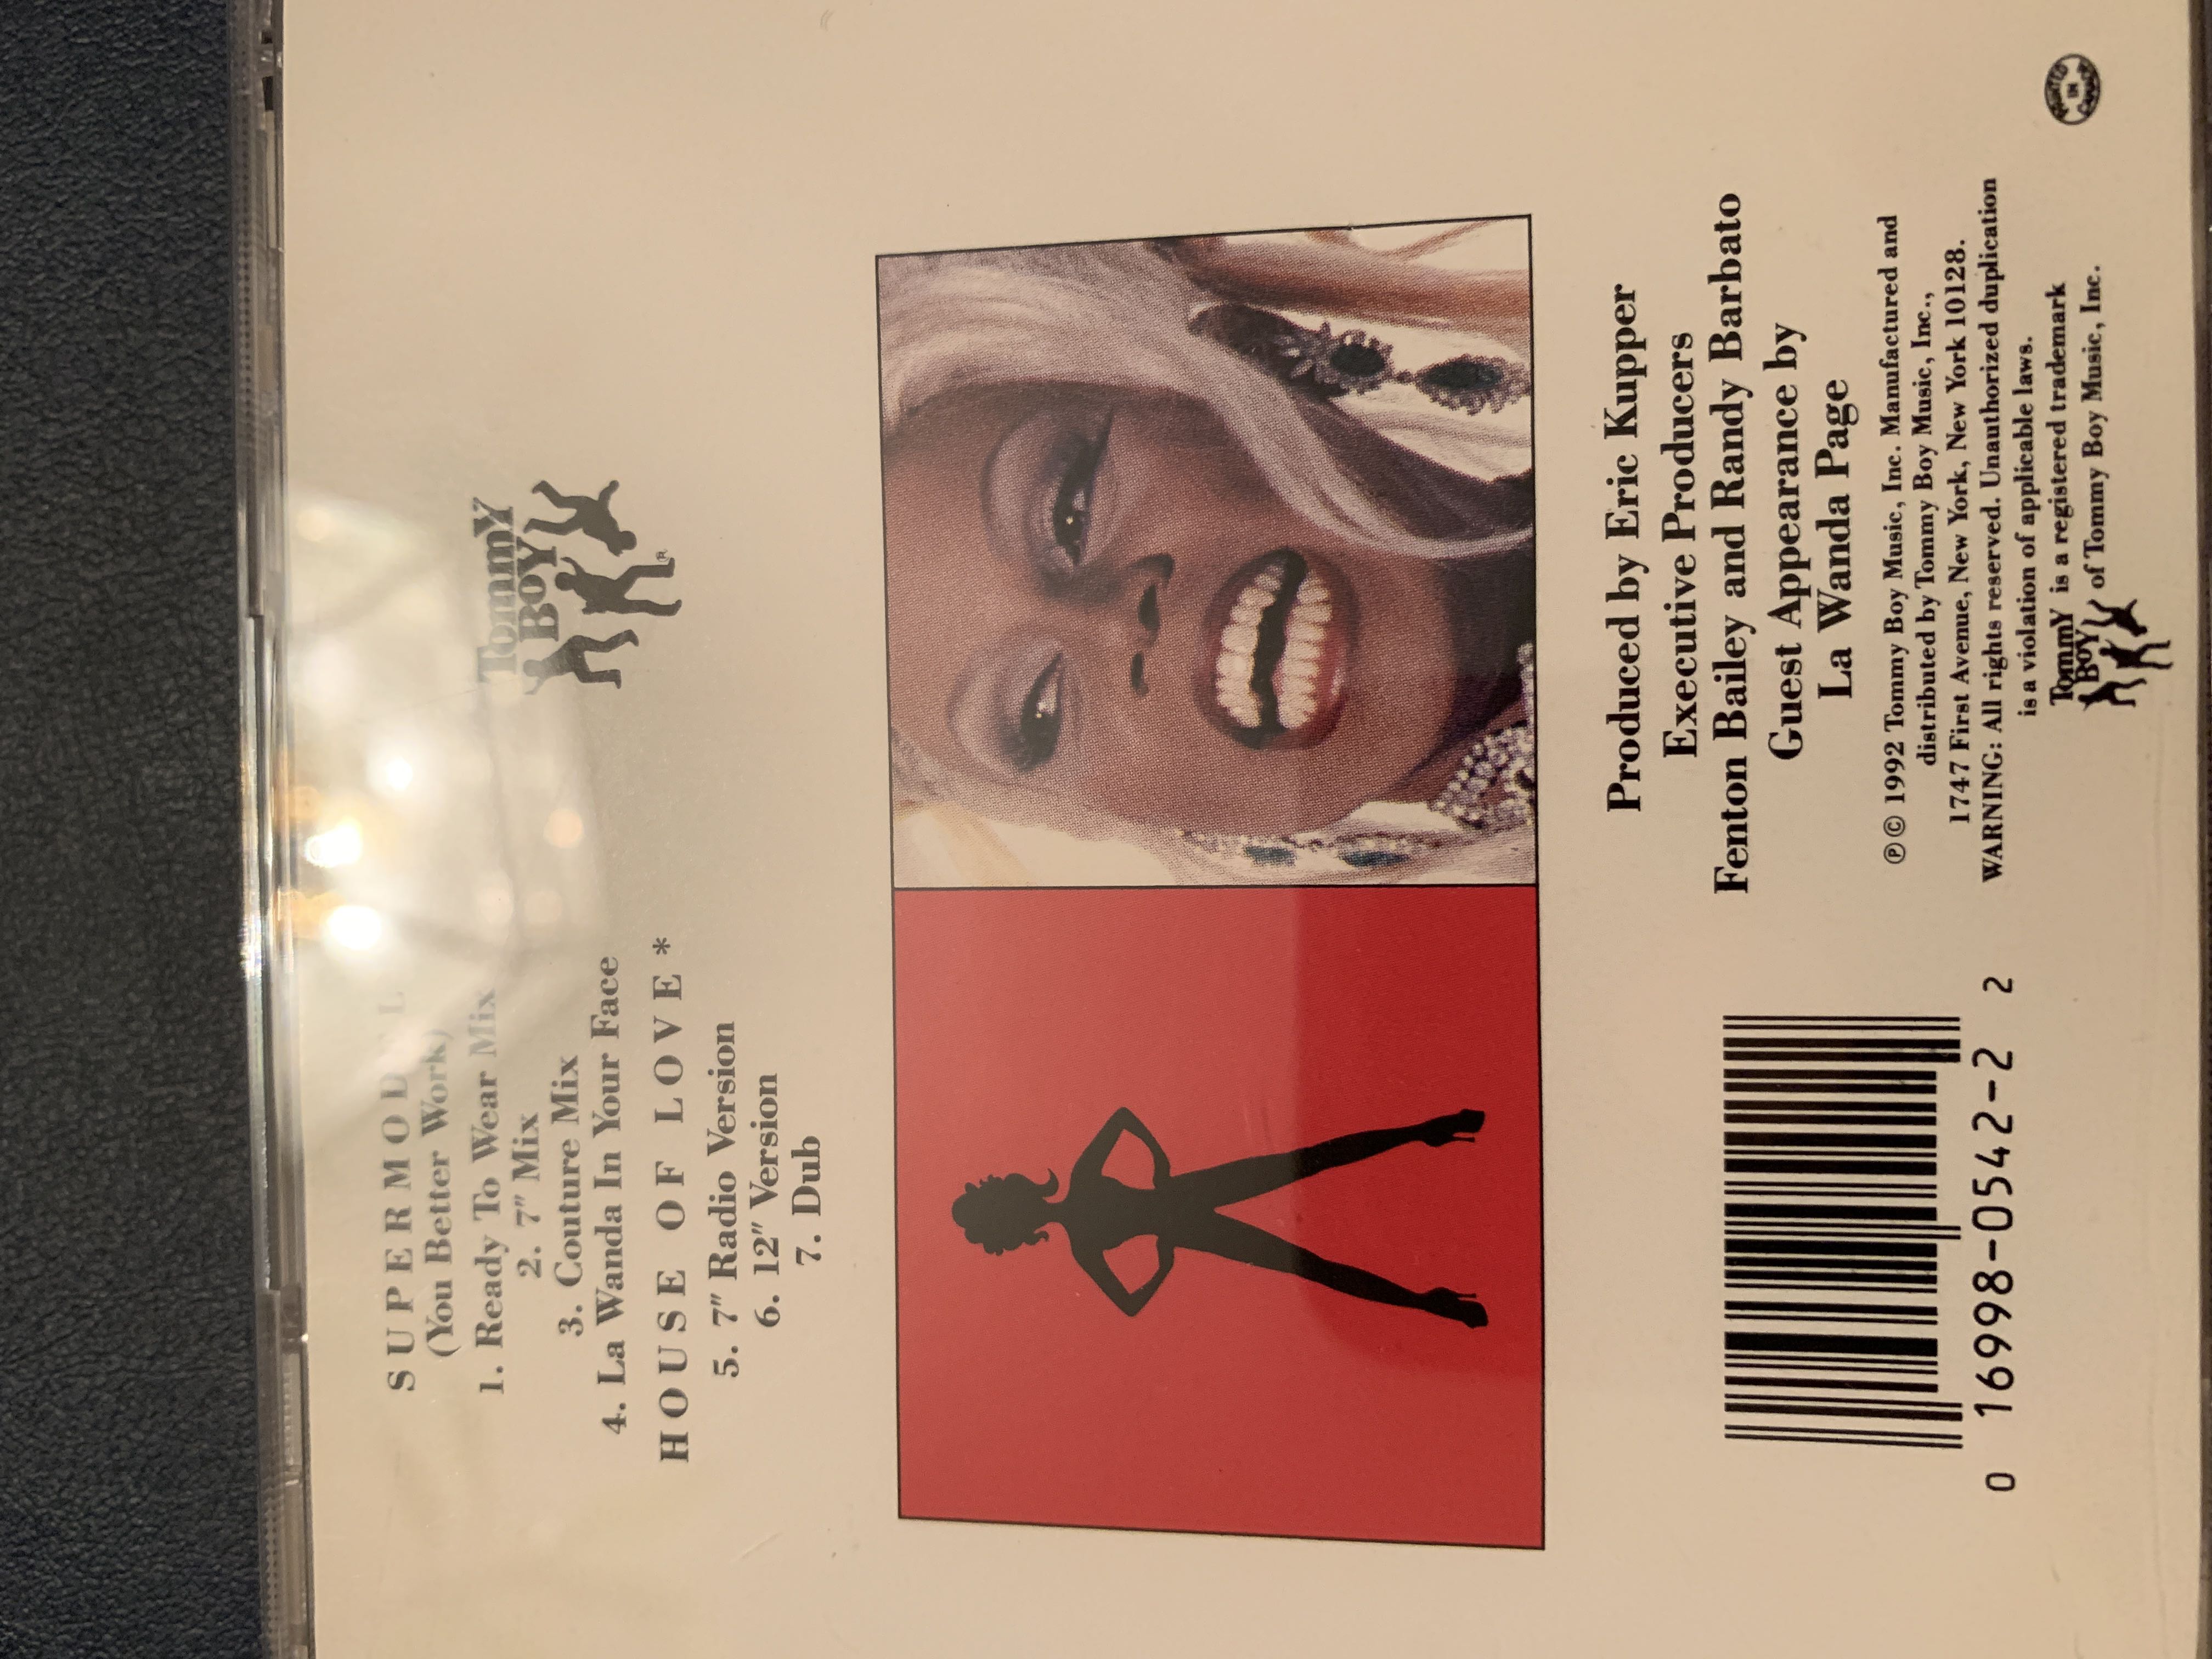 SUPERMODEL
(You Better Work)
1. Ready To Wear Mix
2. 7" Mix
3. Couture Mix
4. La Wanda In Your Face
HOUSE OF LOVE*
5. 7" Radio Version
6. 12" Version
7. Dub
Tommy
Boy
®
0 16998-0542-2 2
Produced by Eric Kupper
Executive Producers
Fenton Bailey and Randy Barbato
Guest Appearance by
La Wanda Page
℗© 1992 Tommy Boy Music, Inc. Manufactured and
distributed by Tommy Boy Music, Inc.,
1747 First Avenue, New York, New York 10128.
WARNING: All rights reserved. Unauthorized duplication
is a violation of applicable laws.
Tommy Boy is a registered trademark
of Tommy Boy Music, Inc.
PRINTED
IN
CANADA